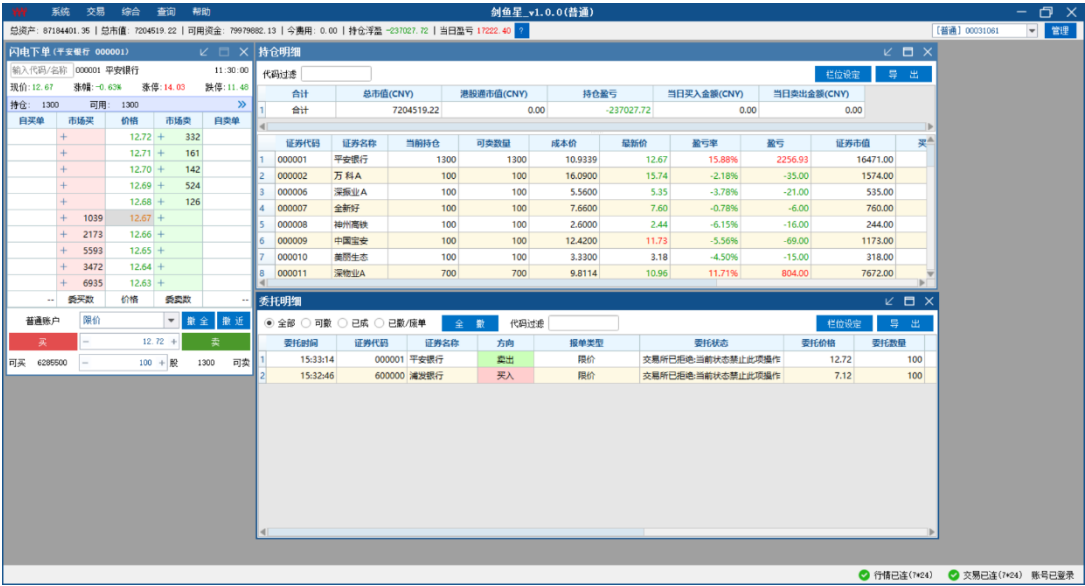 系统 交易 综合 查询 帮助 剑鱼星_v1.0.0(普通)
总资产: 87184401.35 | 总市值: 7204519.22 | 可用资金: 79979882.13 | 今费用: 0.00 | 持仓浮盈 -237027.72 | 当日盈亏 17222.40 ? [普通] 00031061 管理
闪电下单(平安银行 000001)
输入代码/名称 000001 平安银行 11:30:00
现价:12.67 涨幅:-0.63% 涨停:14.03 跌停:11.48
持仓: 1300 可用: 1300 »
自买单 市场买 价格 市场卖 自卖单
+ 12.72 + 332
+ 12.71 + 161
+ 12.70 + 142
+ 12.69 + 524
+ 12.68 + 126
+ 1039 12.67 +
+ 2173 12.66 +
+ 5593 12.65 +
+ 3472 12.64 +
+ 6935 12.63 +
-- 委买数 价格 委卖数 --
普通账户 限价 撤 全 撤 近
买 − 12.72 + 卖
可买 6285500 − 100 + 股 1300 可卖
持仓明细
代码过滤 栏位设定 导 出
合计 总市值(CNY) 港股通市值(CNY) 持仓盈亏 当日买入金额(CNY) 当日卖出金额(CNY)
1 合计 7204519.22 0.00 -237027.72 0.00 0.00
证券代码 证券名称 当前持仓 可卖数量 成本价 最新价 盈亏率 盈亏 证券市值
1 000001 平安银行 1300 1300 10.9339 12.67 15.88% 2256.93 16471.00
2 000002 万 科A 100 100 16.0900 15.74 -2.18% -35.00 1574.00
3 000006 深振业A 100 100 5.5600 5.35 -3.78% -21.00 535.00
4 000007 全新好 100 100 7.6600 7.60 -0.78% -6.00 760.00
5 000008 神州高铁 100 100 2.6000 2.44 -6.15% -16.00 244.00
6 000009 中国宝安 100 100 12.4200 11.73 -5.56% -69.00 1173.00
7 000010 美丽生态 100 100 3.3300 3.18 -4.50% -15.00 318.00
8 000011 深物业A 700 700 9.8114 10.96 11.71% 804.00 7672.00
委托明细
全部 可撤 已成 已撤/废单 全 撤 代码过滤 栏位设定 导 出
委托时间 证券代码 证券名称 方向 报单类型 委托状态 委托价格 委托数量
1 15:33:14 000001 平安银行 卖出 限价 交易所已拒绝:当前状态禁止此项操作 12.72 100
2 15:32:46 600000 浦发银行 买入 限价 交易所已拒绝:当前状态禁止此项操作 7.12 100
行情已连(7*24) 交易已连(7*24) 账号已登录